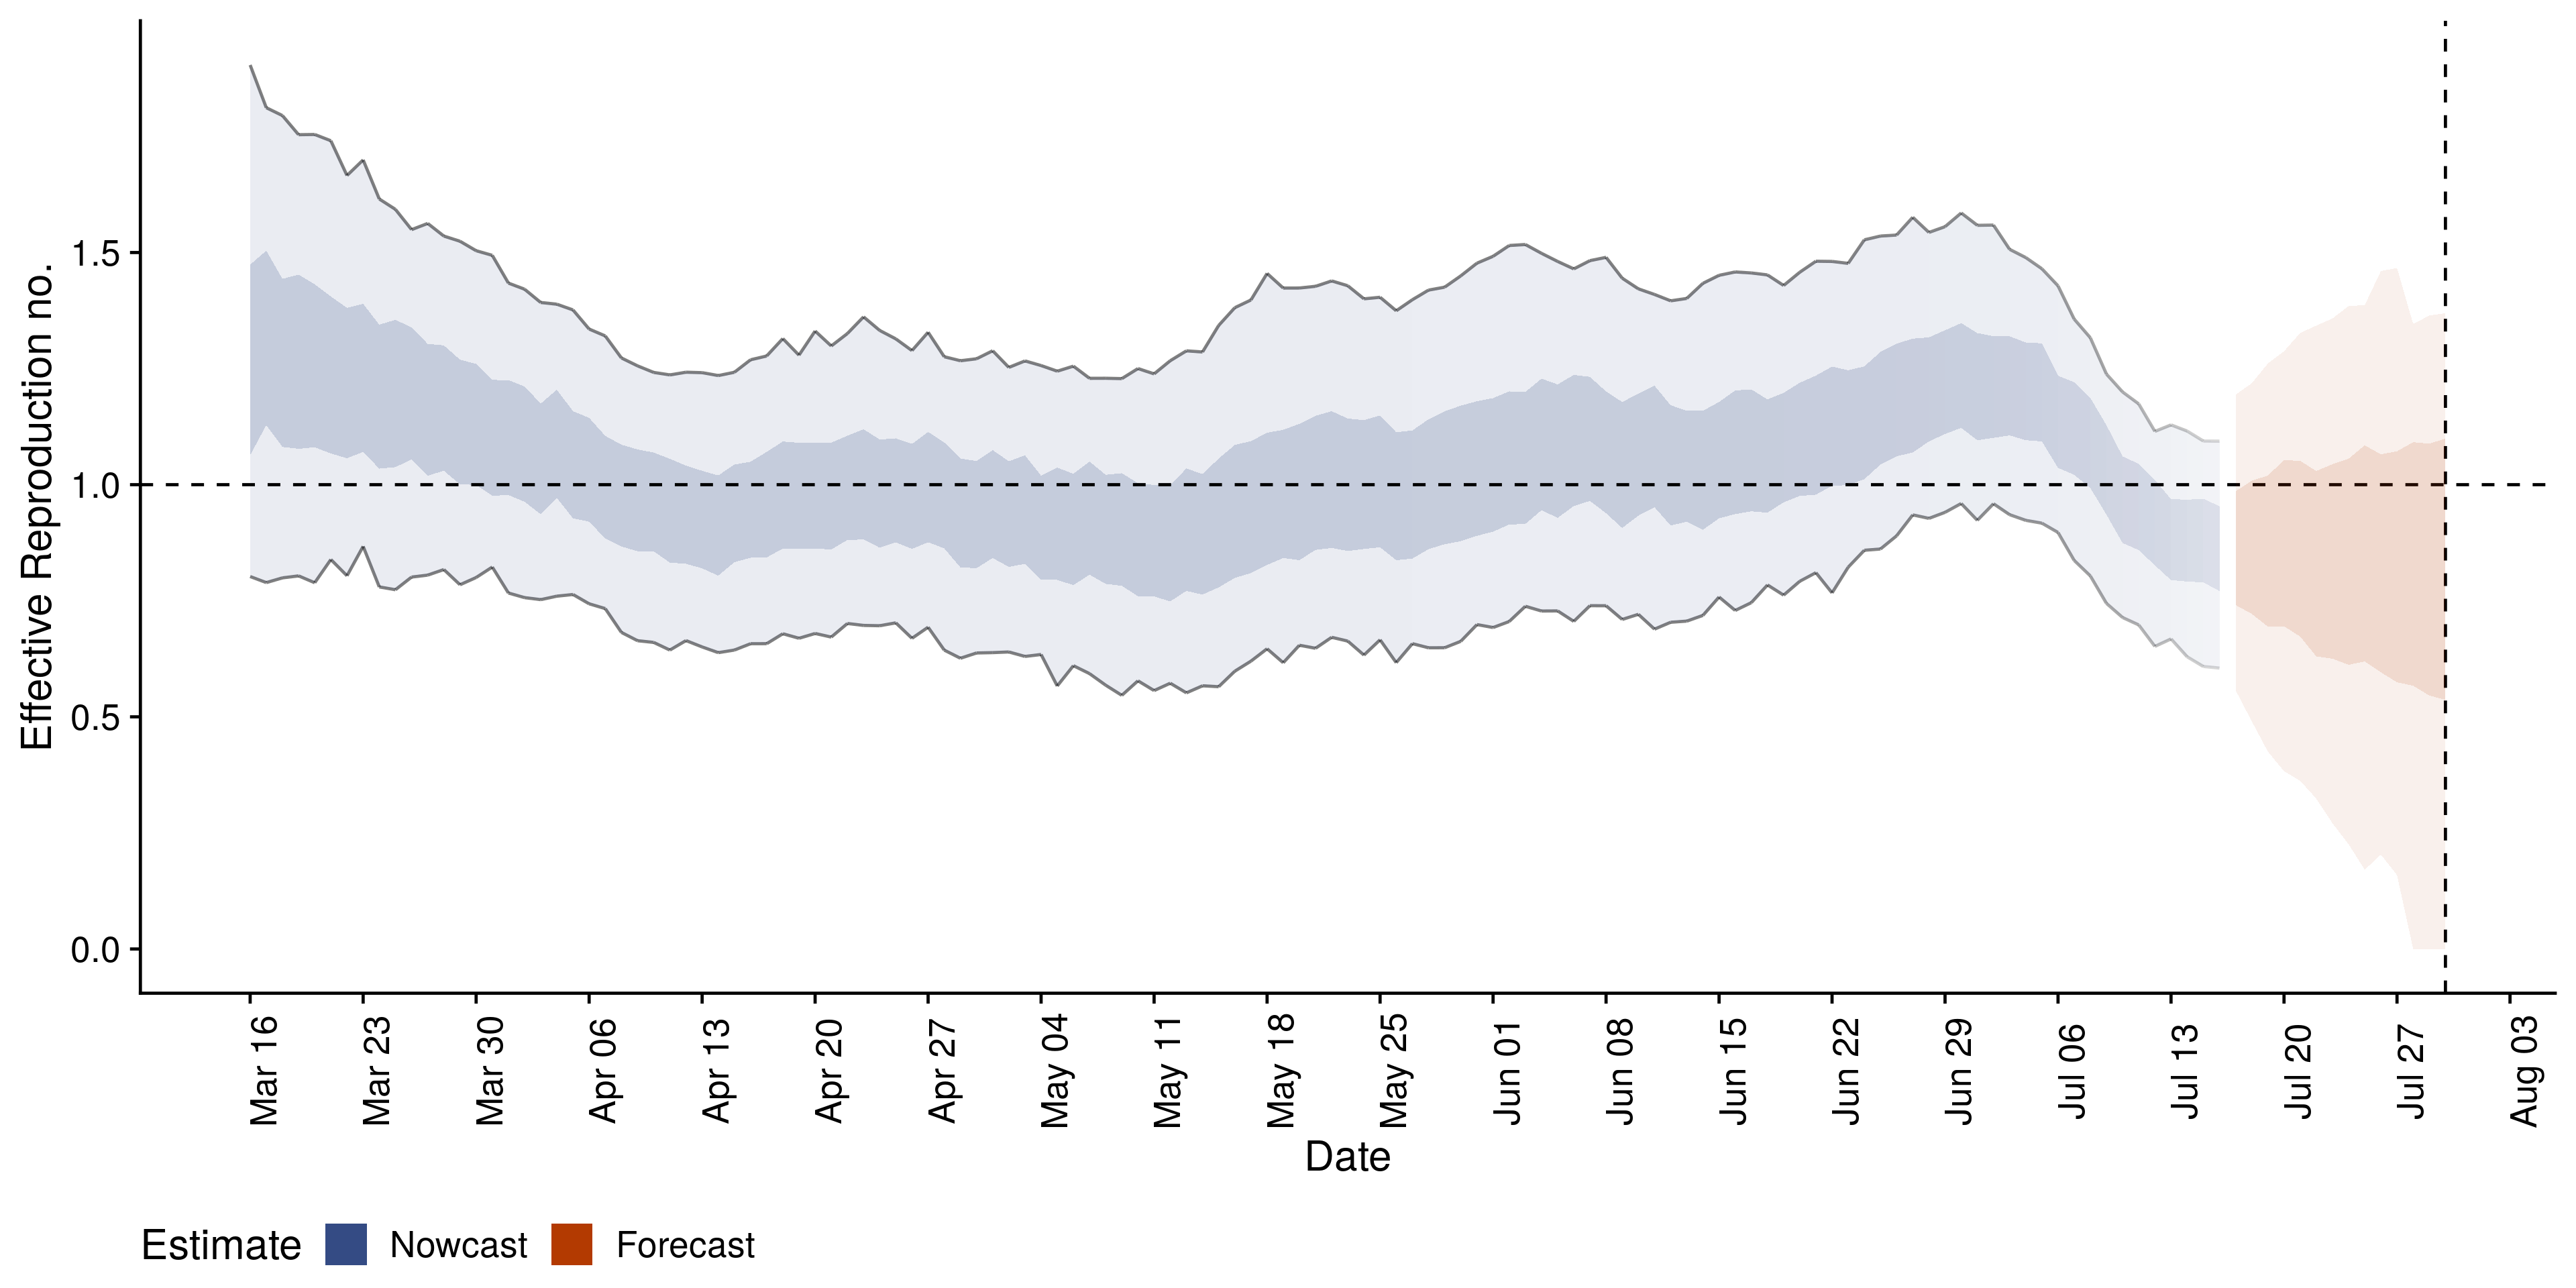 Effective Reproduction no.
1.5
1.0
0.5
0.0
Mar 16
Mar 23
Mar 30
Apr 06
Apr 13
Apr 20
Apr 27
May 04
May 11
May 18
May 25
Jun 01
Jun 08
Jun 15
Jun 22
Jun 29
Jul 06
Jul 13
Jul 20
Jul 27
Aug 03
Date
Estimate Nowcast Forecast